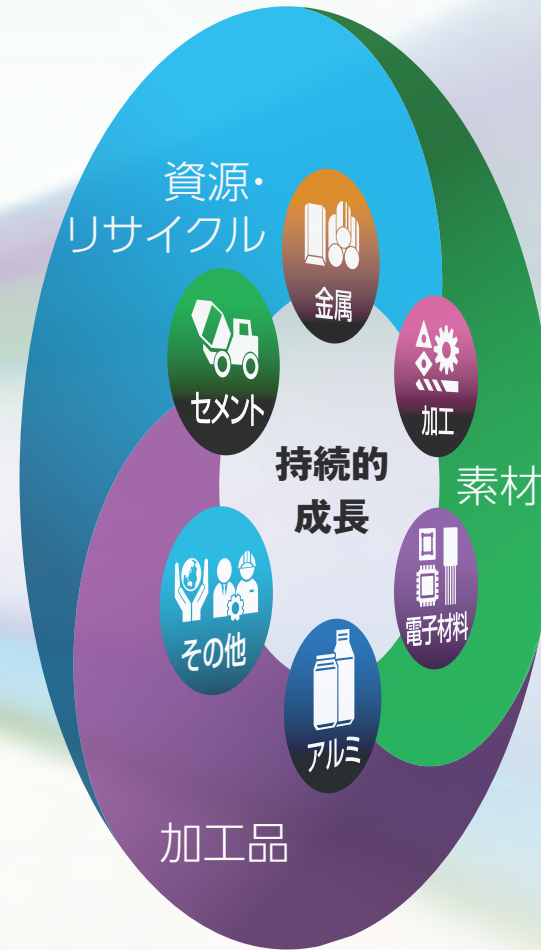 資源・
リサイクル
金属
セメント
加工
持続的
成長
素材
その他
電子材料
アルミ
加工品